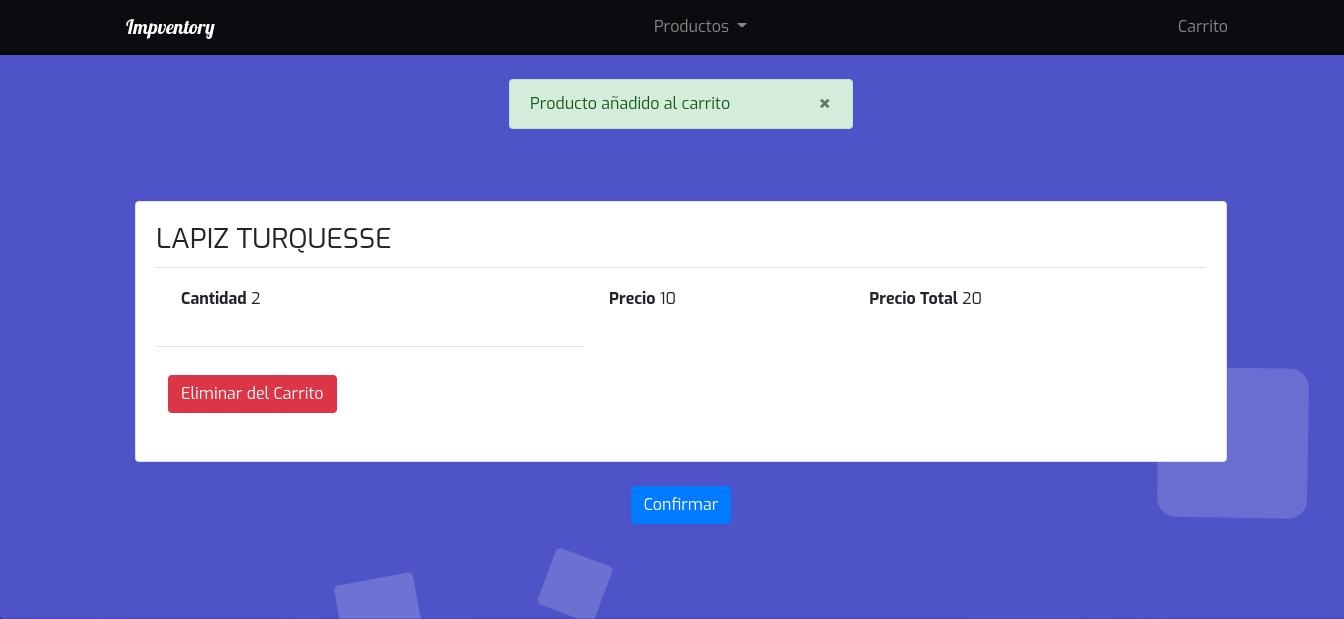 Impventory
Productos
Carrito
Producto añadido al carrito
×
LAPIZ TURQUESSE
Cantidad 2
Precio 10
Precio Total 20
Eliminar del Carrito
Confirmar